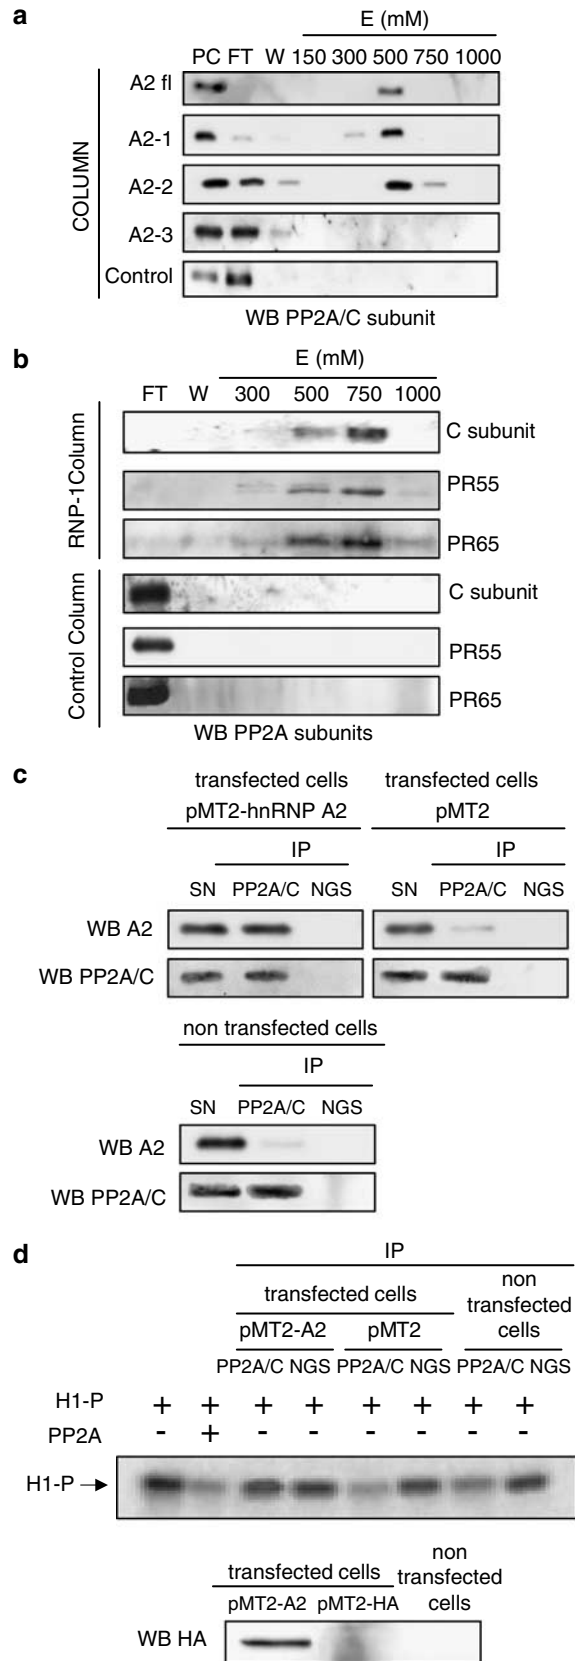 a
E (mM)
PC FT W 150 300 500 750 1000
COLUMN
A2 fl
A2-1
A2-2
A2-3
Control
WB PP2A/C subunit
b
E (mM)
FT W 300 500 750 1000
RNP-1Column
C subunit
PR55
PR65
Control Column
C subunit
PR55
PR65
WB PP2A subunits
c
transfected cells transfected cells
pMT2-hnRNP A2 pMT2
IP IP
SN PP2A/C NGS SN PP2A/C NGS
WB A2
WB PP2A/C
non transfected cells
IP
SN PP2A/C NGS
WB A2
WB PP2A/C
d
IP
transfected cells
non
transfected
cells
pMT2-A2 pMT2
PP2A/C NGS PP2A/C NGS PP2A/C NGS
H1-P + + + + + + + +
PP2A - + - - - - - -
H1-P →
transfected cells
non
transfected
cells
pMT2-A2 pMT2-HA
WB HA